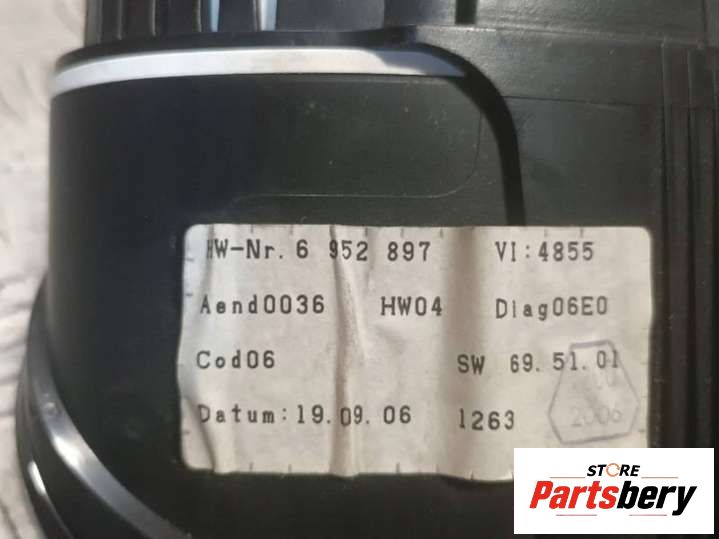 HW-Nr. 6 952 897 VI:4855
Aend0036 HW04 Diag06E0
Cod06 SW 69.51.01
Datum:19.09.06 1263
2006
STORE
Partsbery